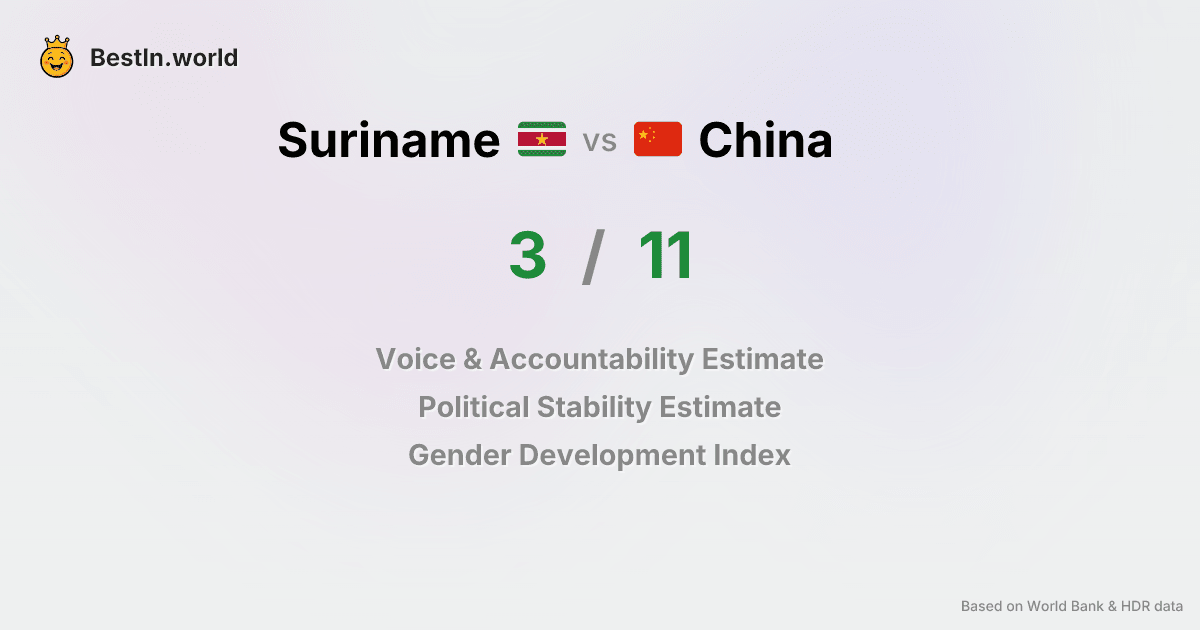 BestIn.world
Suriname vs China
3 / 11
Voice & Accountability Estimate
Political Stability Estimate
Gender Development Index
Based on World Bank & HDR data